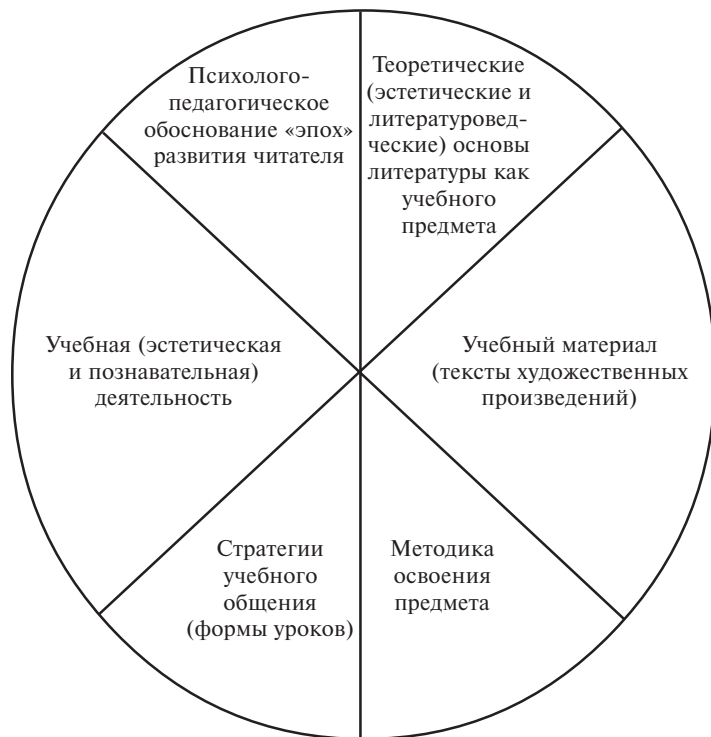 Психолого-
педагогическое
обоснование «эпох»
развития читателя
Теоретические
(эстетические и
литературовед-
ческие) основы
литературы как
учебного
предмета
Учебная (эстетическая
и познавательная)
деятельность
Учебный материал
(тексты художественных
произведений)
Стратегии
учебного
общения
(формы уроков)
Методика
освоения
предмета